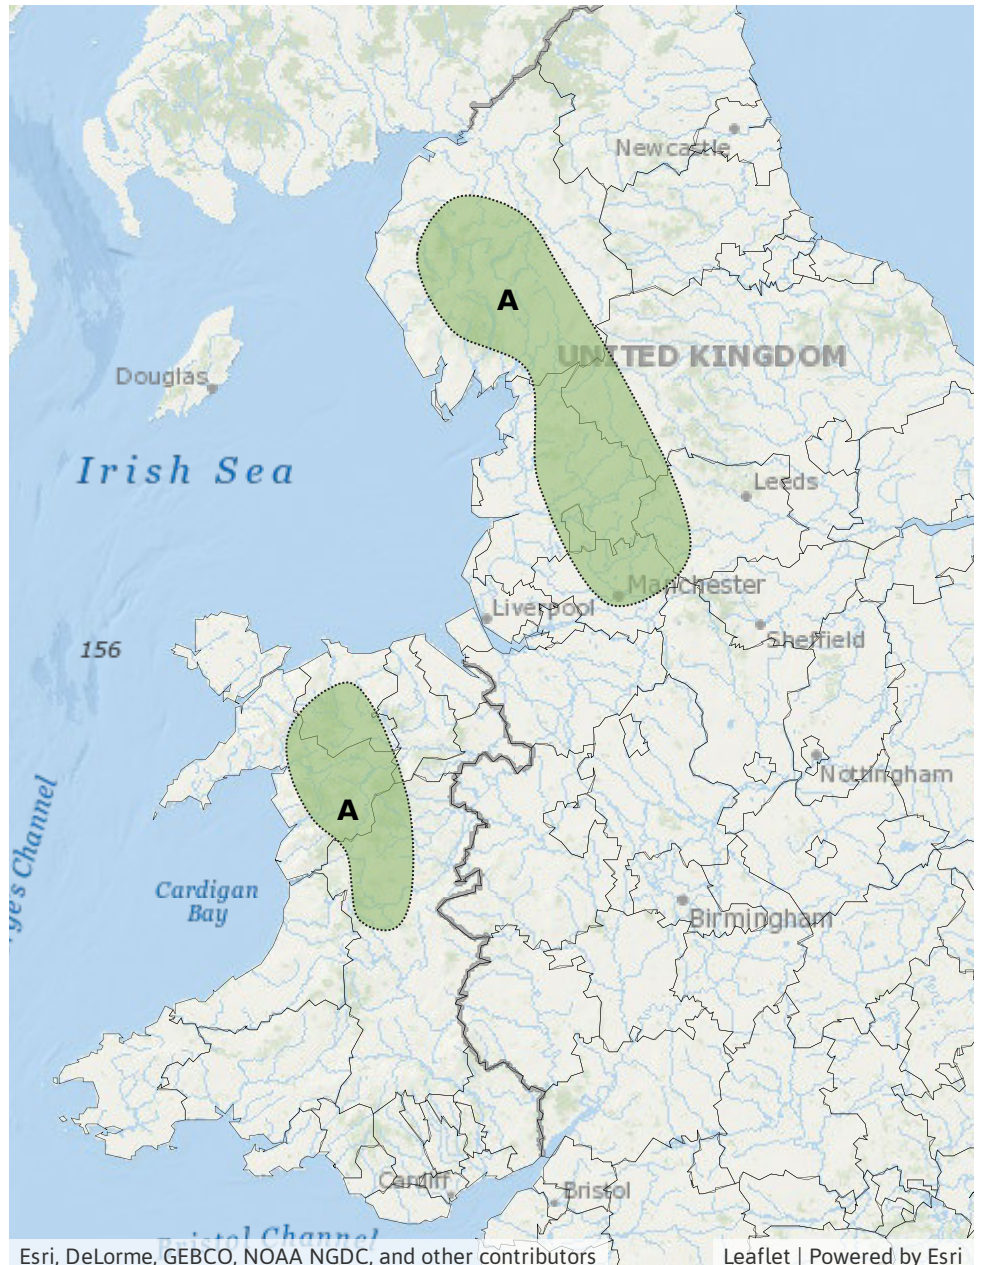 Newcastle
A
UNITED KINGDOM
Douglas
Irish Sea
Leeds
Manchester
Liverpool
Sheffield
156
Nottingham
A
Cardigan
Bay
Birmingham
Channel
Cardiff
Bristol
Bristol Channel
Esri, DeLorme, GEBCO, NOAA NGDC, and other contributors
Leaflet | Powered by Esri